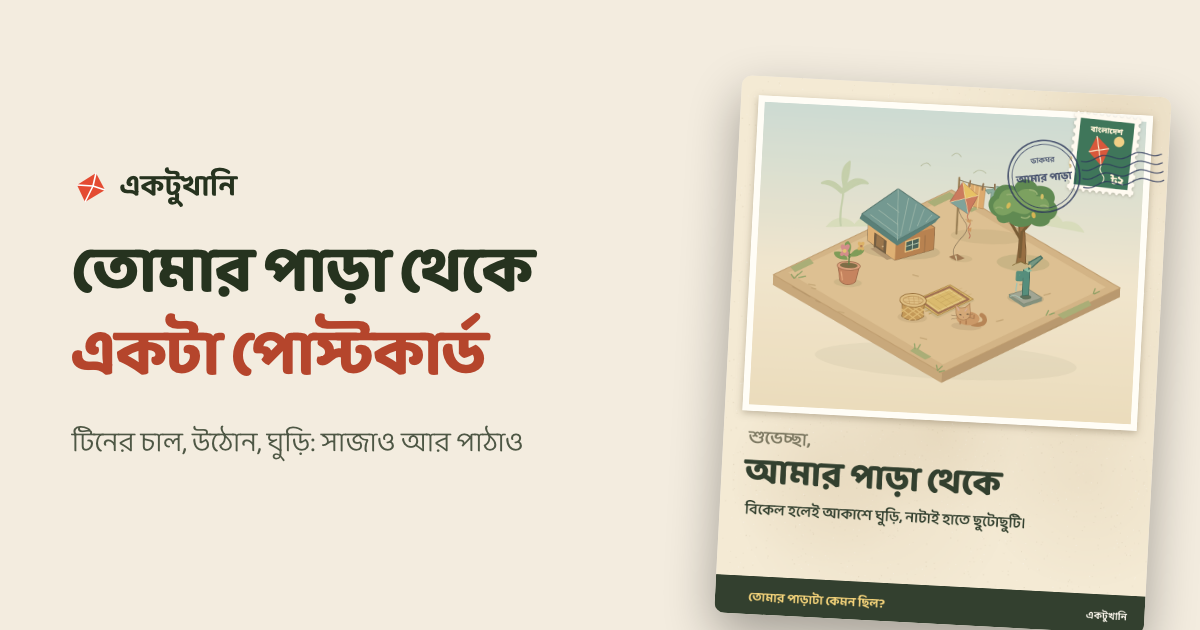 একটুখানি
তোমার পাড়া থেকে
একটা পোস্টকার্ড
টিনের চাল, উঠোন, ঘুড়ি: সাজাও আর পাঠাও
বাংলাদেশ
ডাকঘর
আমার পাড়া
৳২
শুভেচ্ছা,
আমার পাড়া থেকে
বিকেল হলেই আকাশে ঘুড়ি, নাটাই হাতে ছুটোছুটি।
তোমার পাড়াটা কেমন ছিল?
একটুখানি